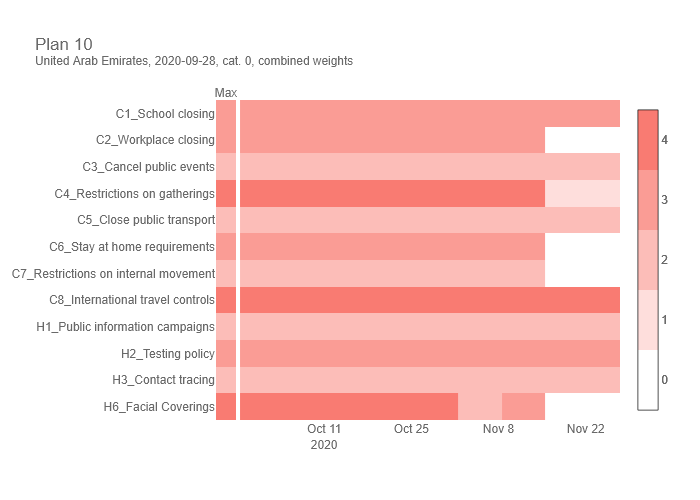 Plan 10
United Arab Emirates, 2020-09-28, cat. 0, combined weights
Max
C1_School closing
C2_Workplace closing
C3_Cancel public events
C4_Restrictions on gatherings
C5_Close public transport
C6_Stay at home requirements
C7_Restrictions on internal movement
C8_International travel controls
H1_Public information campaigns
H2_Testing policy
H3_Contact tracing
H6_Facial Coverings
Oct 11 Oct 25 Nov 8 Nov 22
2020
4
3
2
1
0